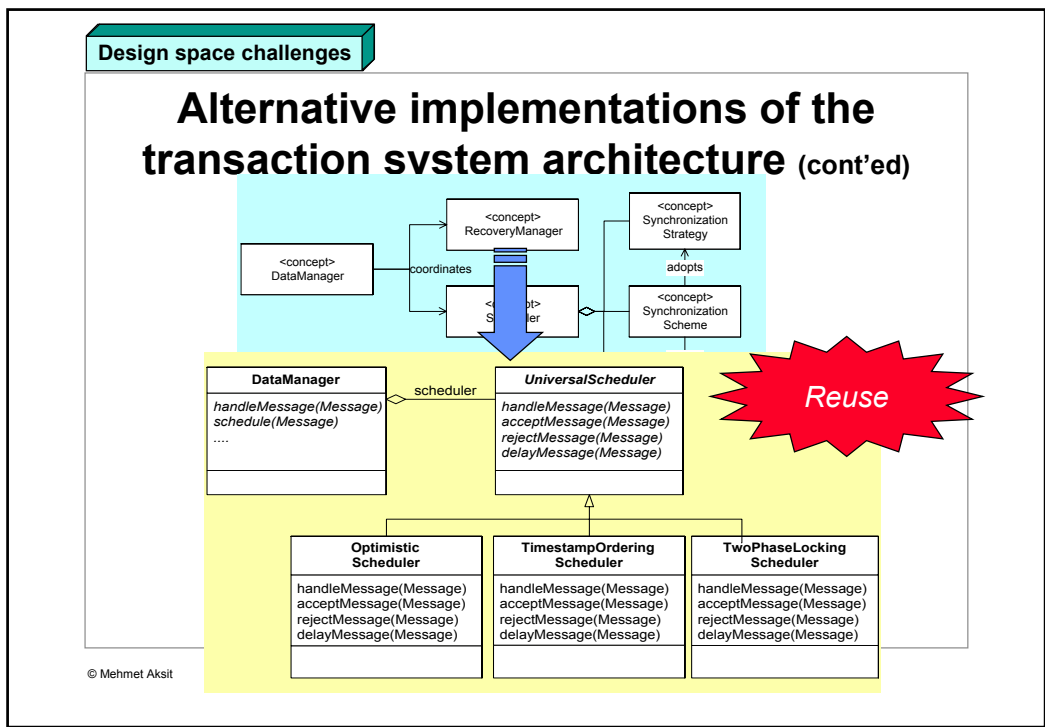 Design space challenges
Alternative implementations of the
transaction system architecture (cont'ed)
<concept>
RecoveryManager
<concept>
Synchronization
Strategy
<concept>
DataManager
coordinates
adopts
<concept>
Synchronization
Scheme
DataManager
handleMessage(Message)
schedule(Message)
....
scheduler
UniversalScheduler
handleMessage(Message)
acceptMessage(Message)
rejectMessage(Message)
delayMessage(Message)
Reuse
Optimistic
Scheduler
handleMessage(Message)
acceptMessage(Message)
rejectMessage(Message)
delayMessage(Message)
TimestampOrdering
Scheduler
handleMessage(Message)
acceptMessage(Message)
rejectMessage(Message)
delayMessage(Message)
TwoPhaseLocking
Scheduler
handleMessage(Message)
acceptMessage(Message)
rejectMessage(Message)
delayMessage(Message)
© Mehmet Aksit